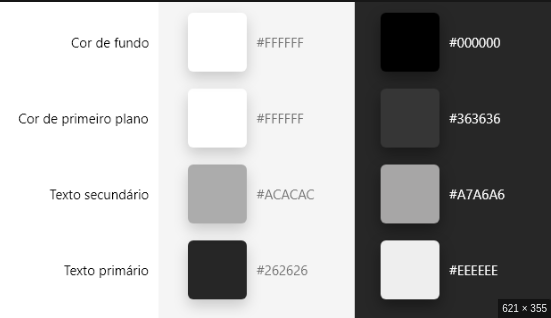 Cor de fundo #FFFFFF #000000
Cor de primeiro plano #FFFFFF #363636
Texto secundário #ACACAC #A7A6A6
Texto primário #262626 #EEEEEE
621 × 355